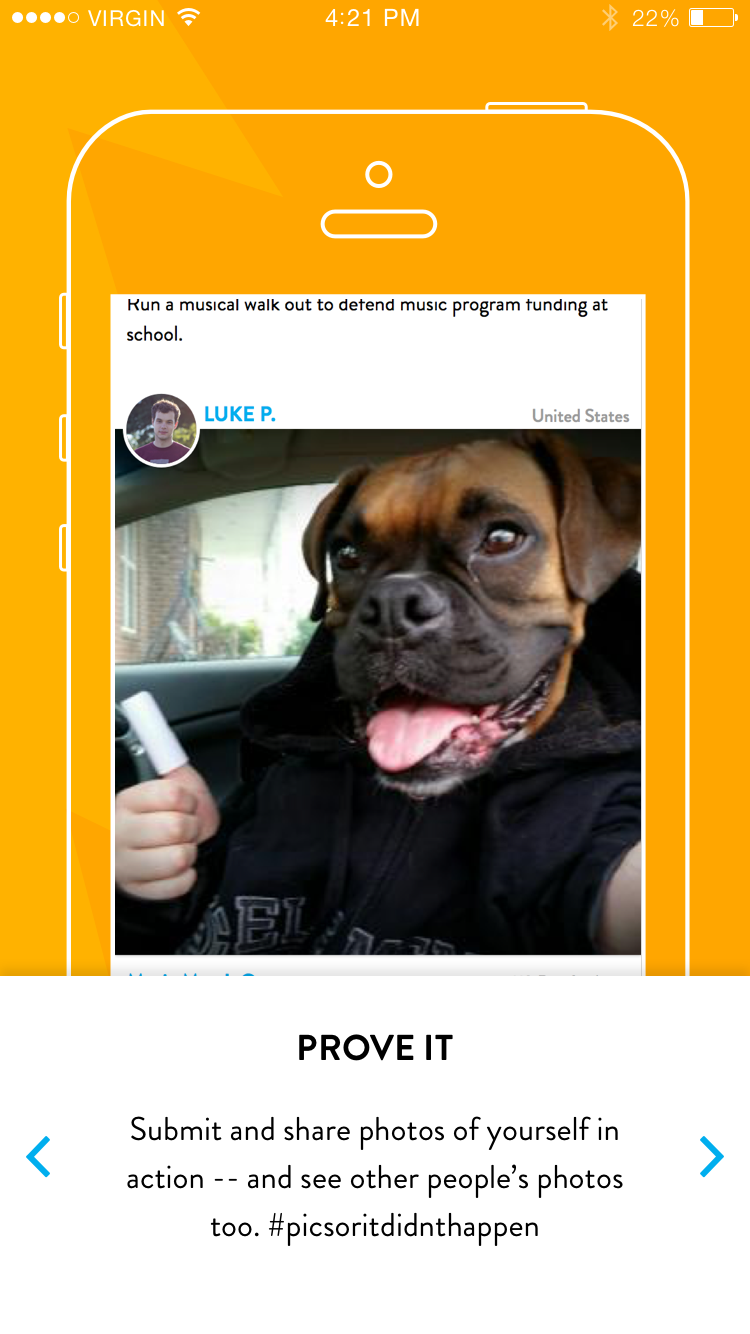 VIRGIN 4:21 PM 22%
Run a musical walk out to defend music program funding at
school.
LUKE P. United States
PROVE IT
Submit and share photos of yourself in
action -- and see other people's photos
too. #picsoritdidnthappen